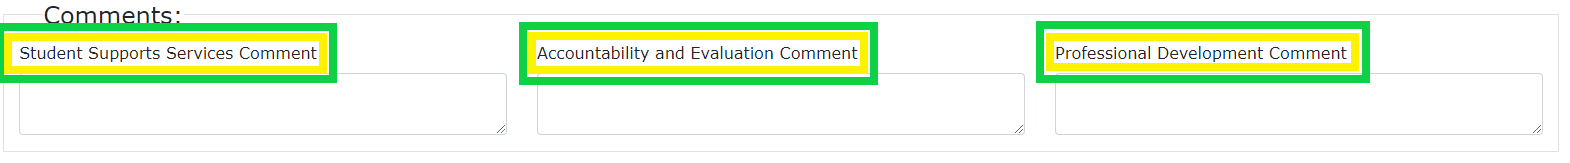 Comments:
Student Supports Services Comment
Accountability and Evaluation Comment
Professional Development Comment